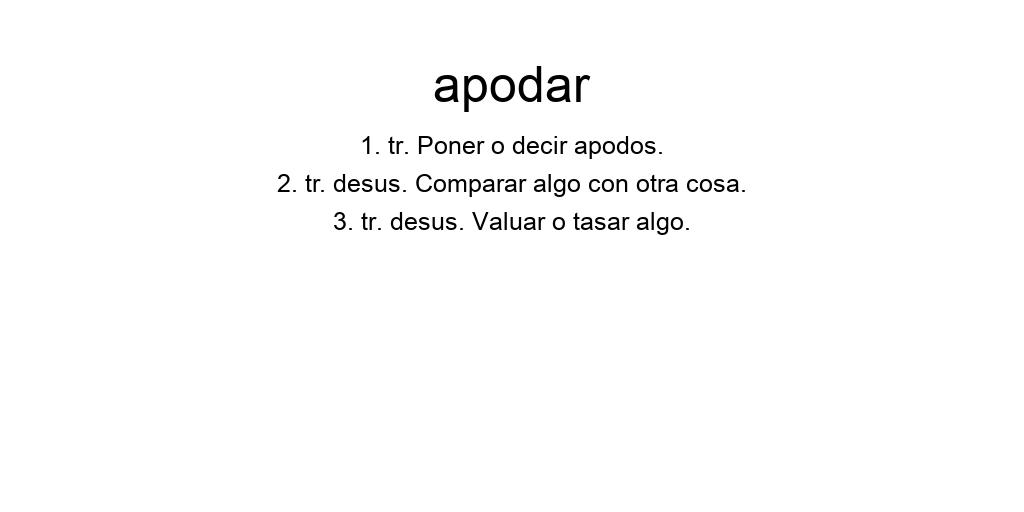 apodar
1. tr. Poner o decir apodos.
2. tr. desus. Comparar algo con otra cosa.
3. tr. desus. Valuar o tasar algo.